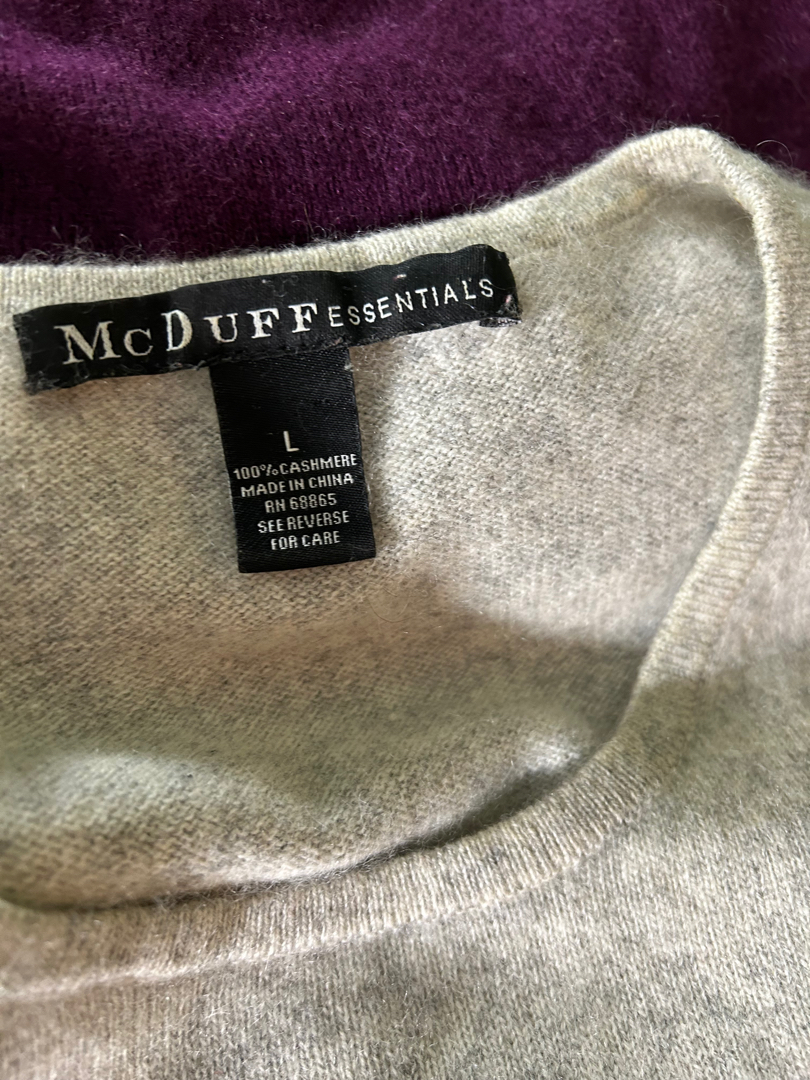 McDUFF ESSENTIALS
L
100% CASHMERE
MADE IN CHINA
RN 68865
SEE REVERSE
FOR CARE